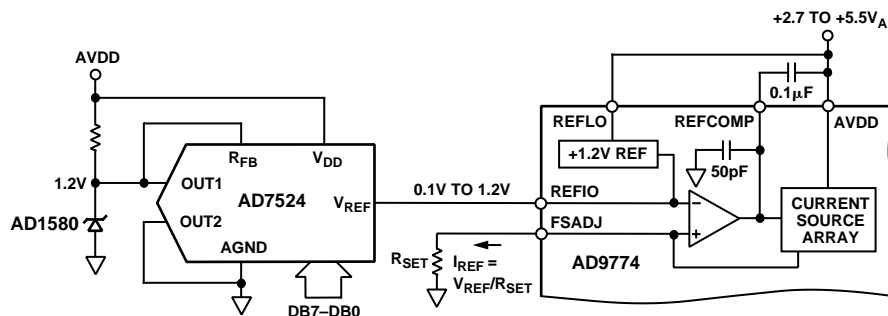 +2.7 TO +5.5VA
AVDD
0.1µF
REFLO
REFCOMP
AVDD
RFB
VDD
+1.2V REF
50pF
1.2V
OUT1
AD7524
VREF
0.1V TO 1.2V
REFIO
OUT2
FSADJ
CURRENT
SOURCE
ARRAY
AD1580
AGND
RSET
IREF =
VREF/RSET
AD9774
DB7–DB0